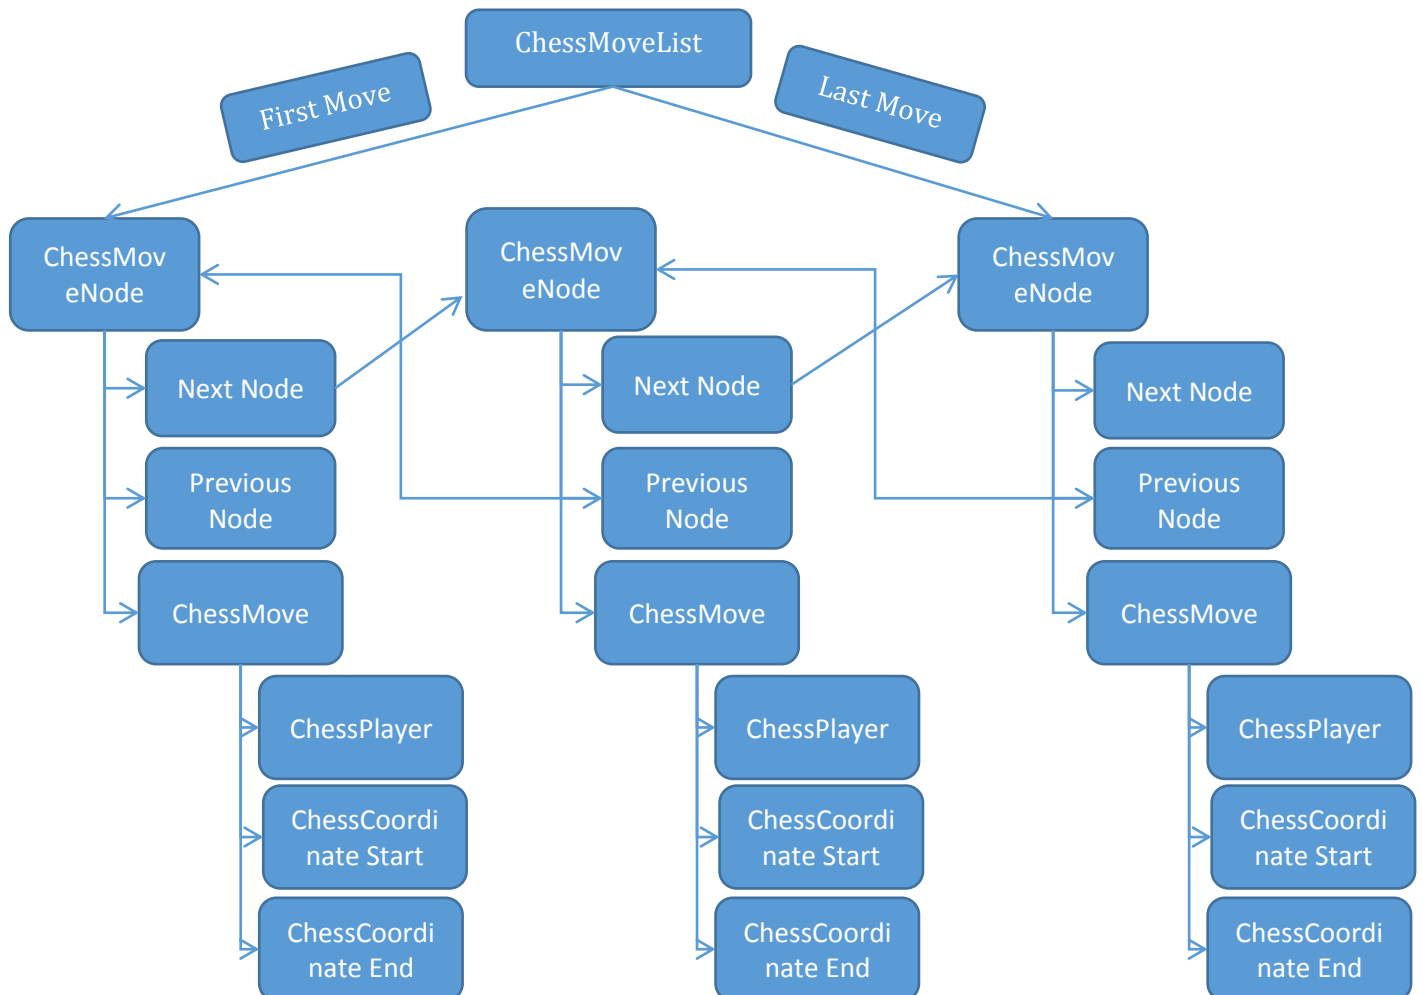 ChessMoveList
First Move
Last Move
ChessMov
eNode
Next Node
Previous
Node
ChessMove
ChessPlayer
ChessCoordi
nate Start
ChessCoordi
nate End
ChessMov
eNode
Next Node
Previous
Node
ChessMove
ChessPlayer
ChessCoordi
nate Start
ChessCoordi
nate End
ChessMov
eNode
Next Node
Previous
Node
ChessMove
ChessPlayer
ChessCoordi
nate Start
ChessCoordi
nate End